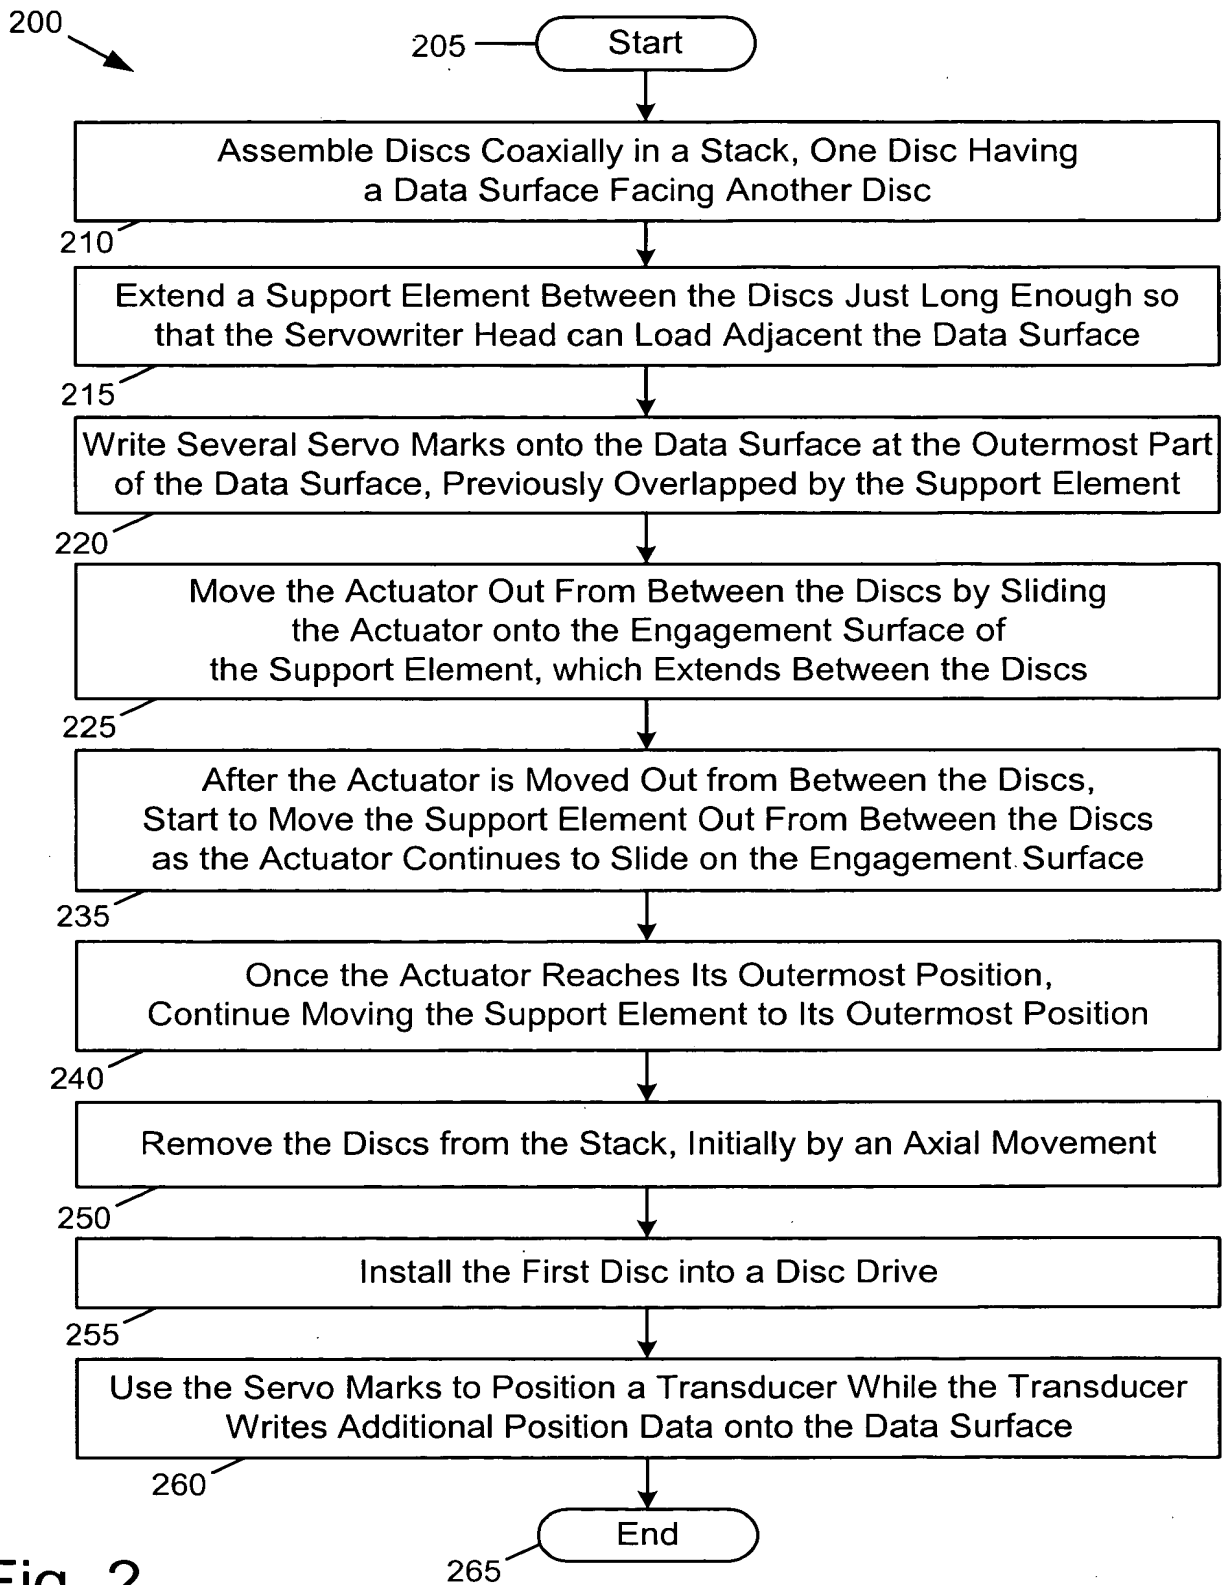 200
205
Start
Assemble Discs Coaxially in a Stack, One Disc Having
a Data Surface Facing Another Disc
210
Extend a Support Element Between the Discs Just Long Enough so
that the Servowriter Head can Load Adjacent the Data Surface
215
Write Several Servo Marks onto the Data Surface at the Outermost Part
of the Data Surface, Previously Overlapped by the Support Element
220
Move the Actuator Out From Between the Discs by Sliding
the Actuator onto the Engagement Surface of
the Support Element, which Extends Between the Discs
225
After the Actuator is Moved Out from Between the Discs,
Start to Move the Support Element Out From Between the Discs
as the Actuator Continues to Slide on the Engagement Surface
235
Once the Actuator Reaches Its Outermost Position,
Continue Moving the Support Element to Its Outermost Position
240
Remove the Discs from the Stack, Initially by an Axial Movement
250
Install the First Disc into a Disc Drive
255
Use the Servo Marks to Position a Transducer While the Transducer
Writes Additional Position Data onto the Data Surface
260
End
265
Fig. 2